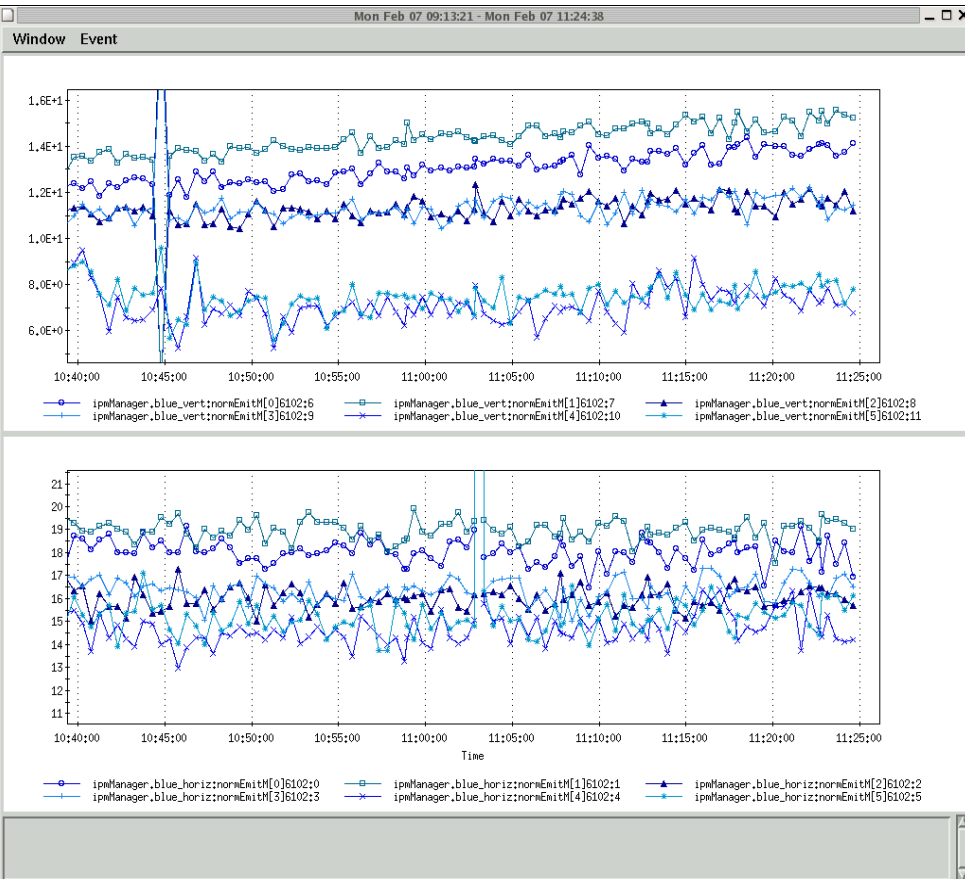 Mon Feb 07 09:13:21 - Mon Feb 07 11:24:38
Window Event
1.6E+1
1.4E+1
1.2E+1
1.0E+1
8.0E+0
6.0E+0
10:40:00 10:45:00 10:50:00 10:55:00 11:00:00 11:05:00 11:10:00 11:15:00 11:20:00 11:25:00
ipmManager.blue_vert:normEmitM[0]6102:6 ipmManager.blue_vert:normEmitM[1]6102:7 ipmManager.blue_vert:normEmitM[2]6102:8
ipmManager.blue_vert:normEmitM[3]6102:9 ipmManager.blue_vert:normEmitM[4]6102:10 ipmManager.blue_vert:normEmitM[5]6102:11
21
20
19
18
17
16
15
14
13
12
11
10:40:00 10:45:00 10:50:00 10:55:00 11:00:00 11:05:00 11:10:00 11:15:00 11:20:00 11:25:00
Time
ipmManager.blue_horiz:normEmitM[0]6102:0 ipmManager.blue_horiz:normEmitM[1]6102:1 ipmManager.blue_horiz:normEmitM[2]6102:2
ipmManager.blue_horiz:normEmitM[3]6102:3 ipmManager.blue_horiz:normEmitM[4]6102:4 ipmManager.blue_horiz:normEmitM[5]6102:5